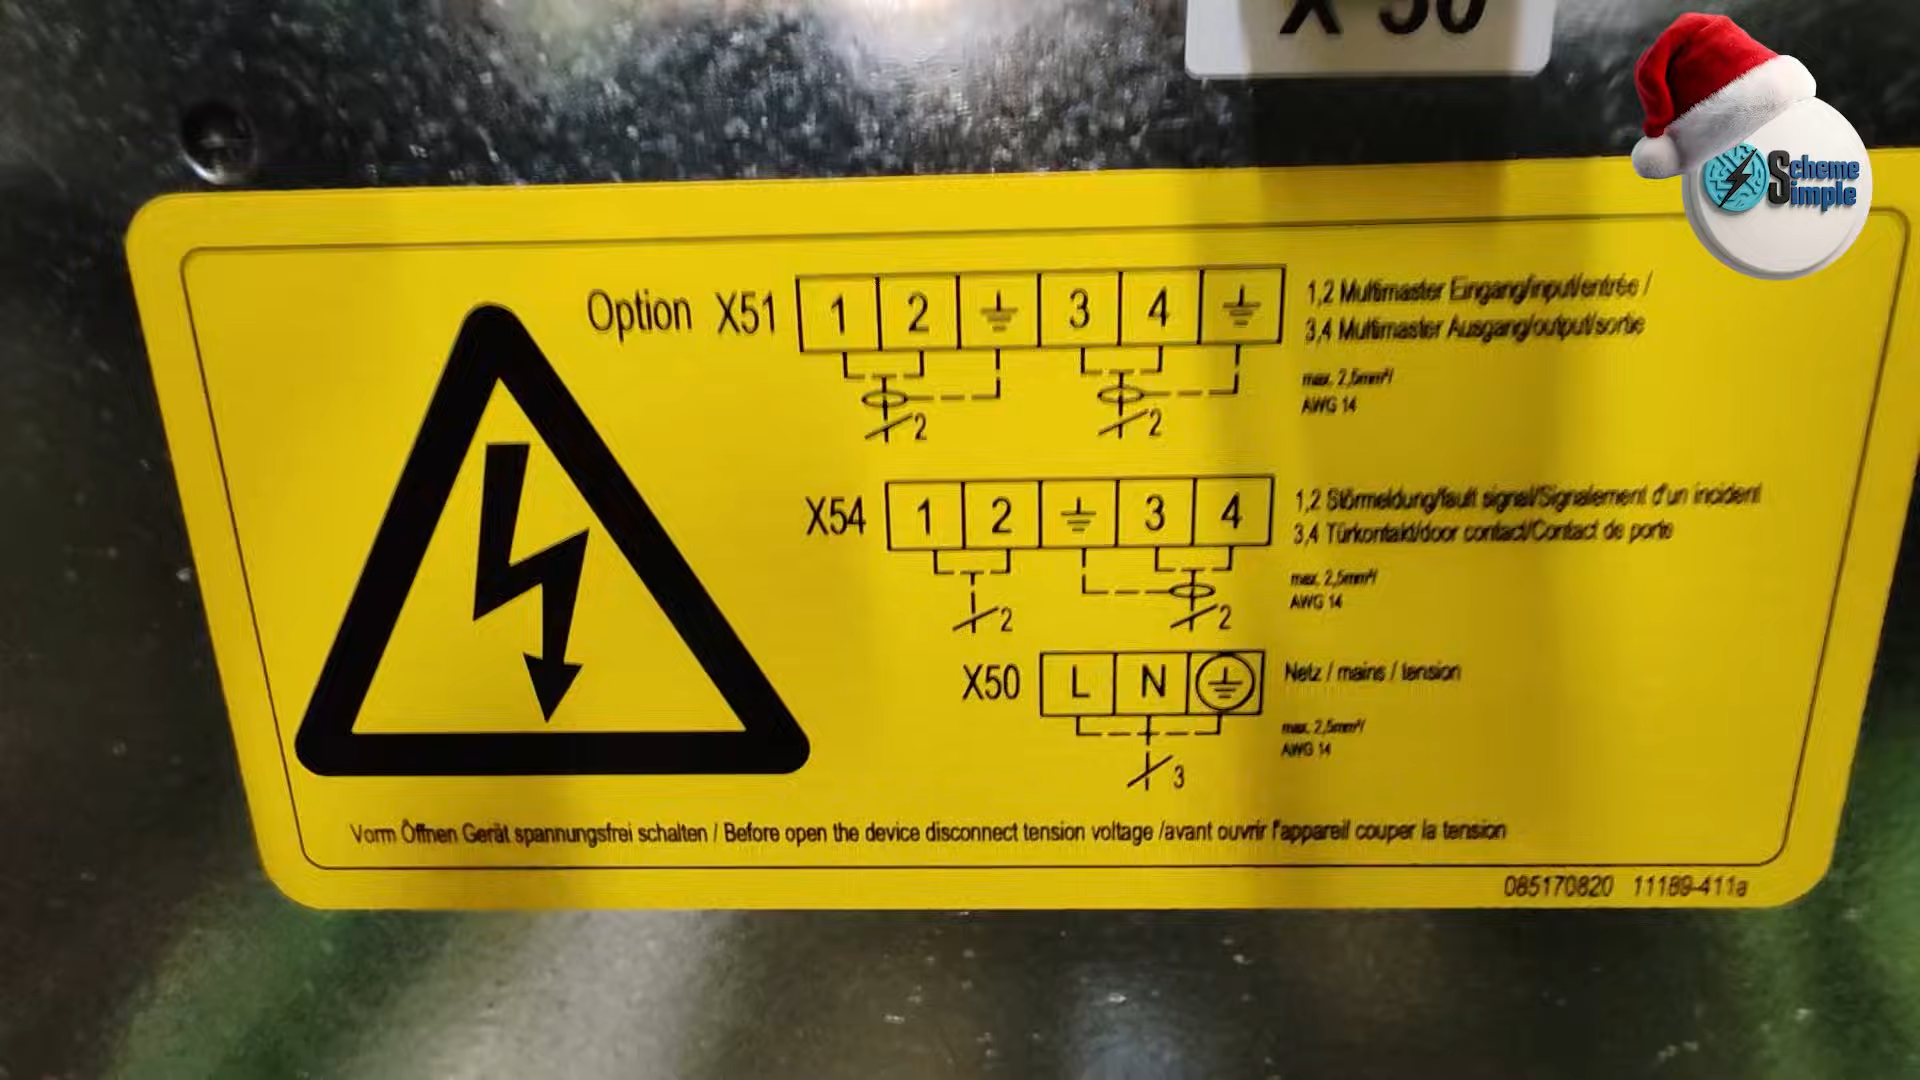 X 50
Scheme
Simple
Option X51 1 2 3 4
1,2 Multimaster Eingang/input/entrée /
3,4 Multimaster Ausgang/output/sortie
max. 2,5mm²/
AWG 14
2 2
X54 1 2 3 4
1,2 Störmeldung/fault signal/Signalement d'un incident
3,4 Türkontakt/door contact/Contact de porte
max. 2,5mm²/
AWG 14
2 2
X50 L N
Netz / mains / tension
max. 2,5mm²/
AWG 14
3
Vorm Öffnen Gerät spannungsfrei schalten / Before open the device disconnect tension voltage /avant ouvrir l'appareil couper la tension
085170820 11189-411a